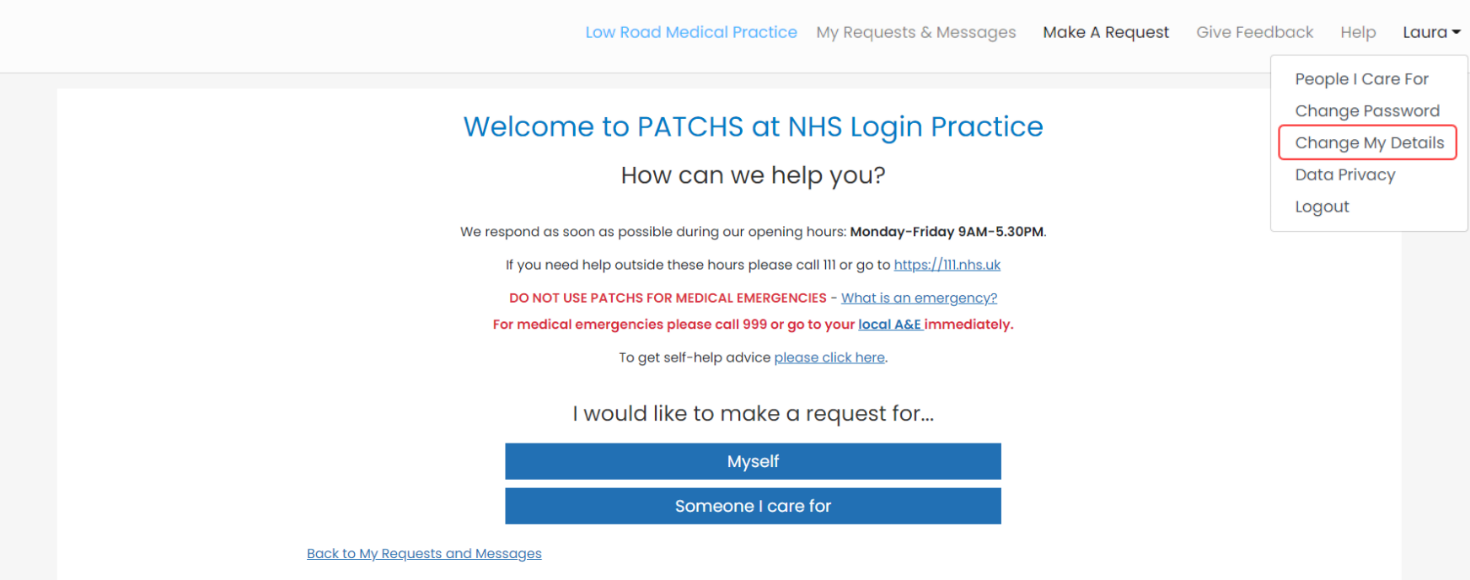 Low Road Medical Practice My Requests & Messages Make A Request Give Feedback Help Laura
People I Care For
Change Password
Change My Details
Data Privacy
Logout
Welcome to PATCHS at NHS Login Practice
How can we help you?
We respond as soon as possible during our opening hours: Monday-Friday 9AM-5.30PM.
If you need help outside these hours please call 111 or go to https://111.nhs.uk
DO NOT USE PATCHS FOR MEDICAL EMERGENCIES - What is an emergency?
For medical emergencies please call 999 or go to your local A&E immediately.
To get self-help advice please click here.
I would like to make a request for...
Myself
Someone I care for
Back to My Requests and Messages